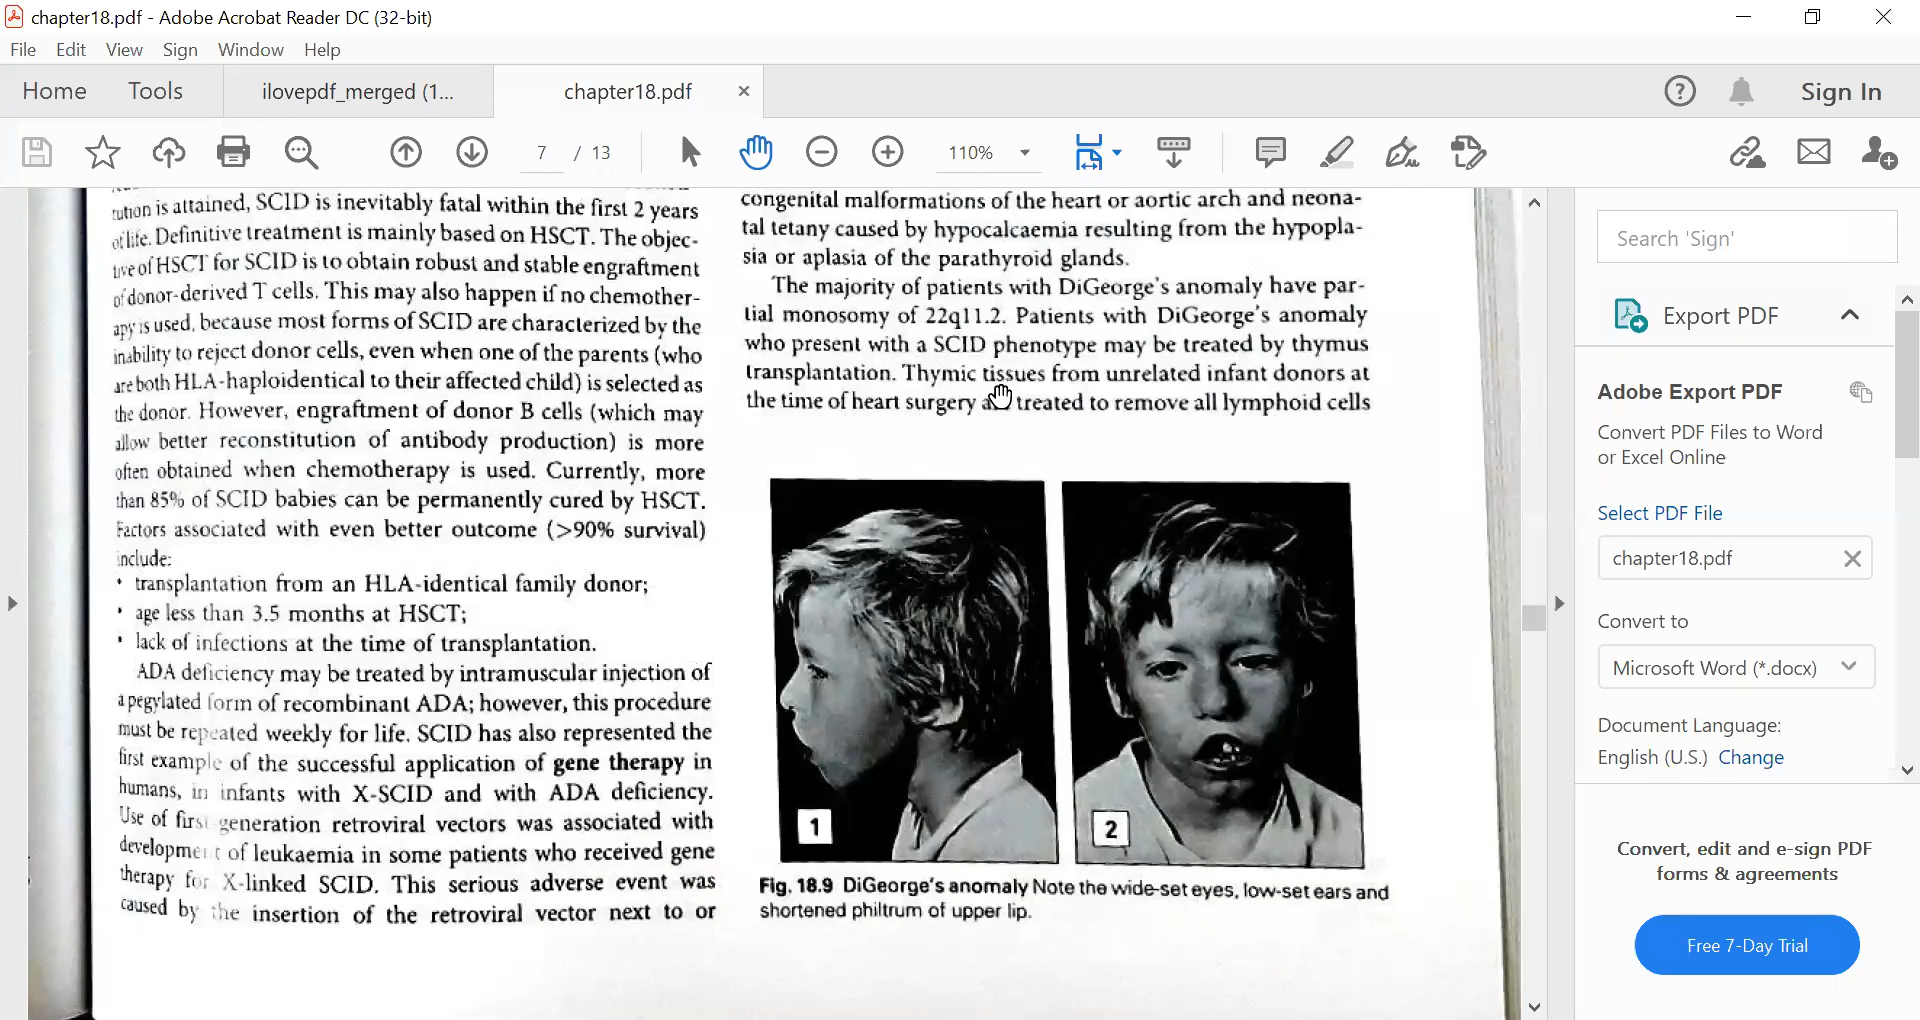 chapter18.pdf - Adobe Acrobat Reader DC (32-bit)
File Edit View Sign Window Help
Home Tools ilovepdf_merged (1... chapter18.pdf ×
? Sign In
7 / 13 110%
tution is attained, SCID is inevitably fatal within the first 2 years
of life. Definitive treatment is mainly based on HSCT. The objec-
tive of HSCT for SCID is to obtain robust and stable engraftment
of donor-derived T cells. This may also happen if no chemother-
apy is used, because most forms of SCID are characterized by the
inability to reject donor cells, even when one of the parents (who
are both HLA-haploidentical to their affected child) is selected as
the donor. However, engraftment of donor B cells (which may
allow better reconstitution of antibody production) is more
often obtained when chemotherapy is used. Currently, more
than 85% of SCID babies can be permanently cured by HSCT.
Factors associated with even better outcome (>90% survival)
include:
• transplantation from an HLA-identical family donor;
• age less than 3.5 months at HSCT;
• lack of infections at the time of transplantation.
ADA deficiency may be treated by intramuscular injection of
a pegylated form of recombinant ADA; however, this procedure
must be repeated weekly for life. SCID has also represented the
first example of the successful application of gene therapy in
humans, in infants with X-SCID and with ADA deficiency.
Use of first generation retroviral vectors was associated with
development of leukaemia in some patients who received gene
therapy for X-linked SCID. This serious adverse event was
caused by the insertion of the retroviral vector next to or
congenital malformations of the heart or aortic arch and neona-
tal tetany caused by hypocalcaemia resulting from the hypopla-
sia or aplasia of the parathyroid glands.
The majority of patients with DiGeorge's anomaly have par-
tial monosomy of 22q11.2. Patients with DiGeorge's anomaly
who present with a SCID phenotype may be treated by thymus
transplantation. Thymic tissues from unrelated infant donors at
the time of heart surgery treated to remove all lymphoid cells
1
2
Fig. 18.9 DiGeorge's anomaly Note the wide-set eyes, low-set ears and
shortened philtrum of upper lip.
Search 'Sign'
Export PDF
Adobe Export PDF
Convert PDF Files to Word
or Excel Online
Select PDF File
chapter18.pdf
Convert to
Microsoft Word (*.docx)
Document Language:
English (U.S.) Change
Convert, edit and e-sign PDF
forms & agreements
Free 7-Day Trial